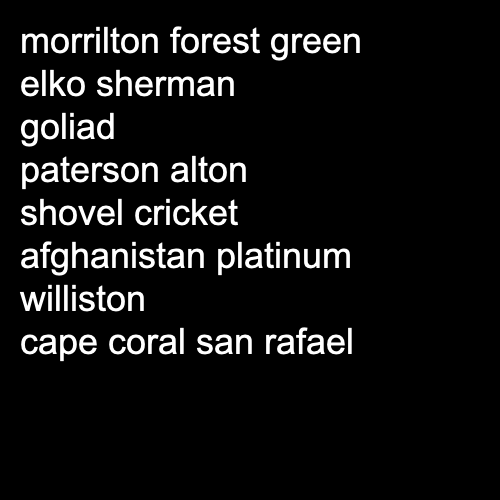 morrilton forest green
elko sherman
goliad
paterson alton
shovel cricket
afghanistan platinum
williston
cape coral san rafael